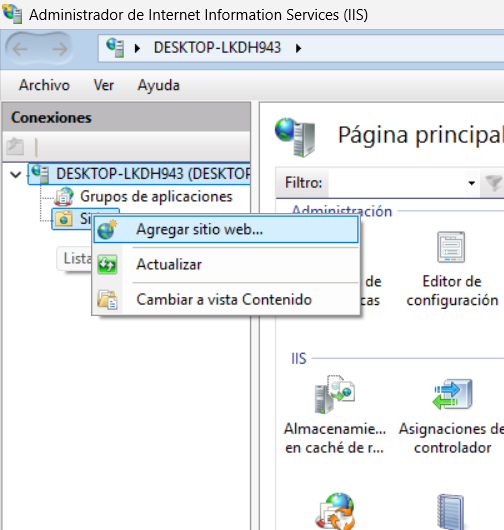 Administrador de Internet Information Services (IIS)
DESKTOP-LKDH943
Archivo Ver Ayuda
Conexiones
DESKTOP-LKDH943 (DESKTOP
Grupos de aplicaciones
Agregar sitio web...
Lista
Actualizar
Cambiar a vista Contenido
Página principal
Filtro:
Administración
de
Editor de
configuración
IIS
Almacenamie...
en caché de r...
Asignaciones de
controlador